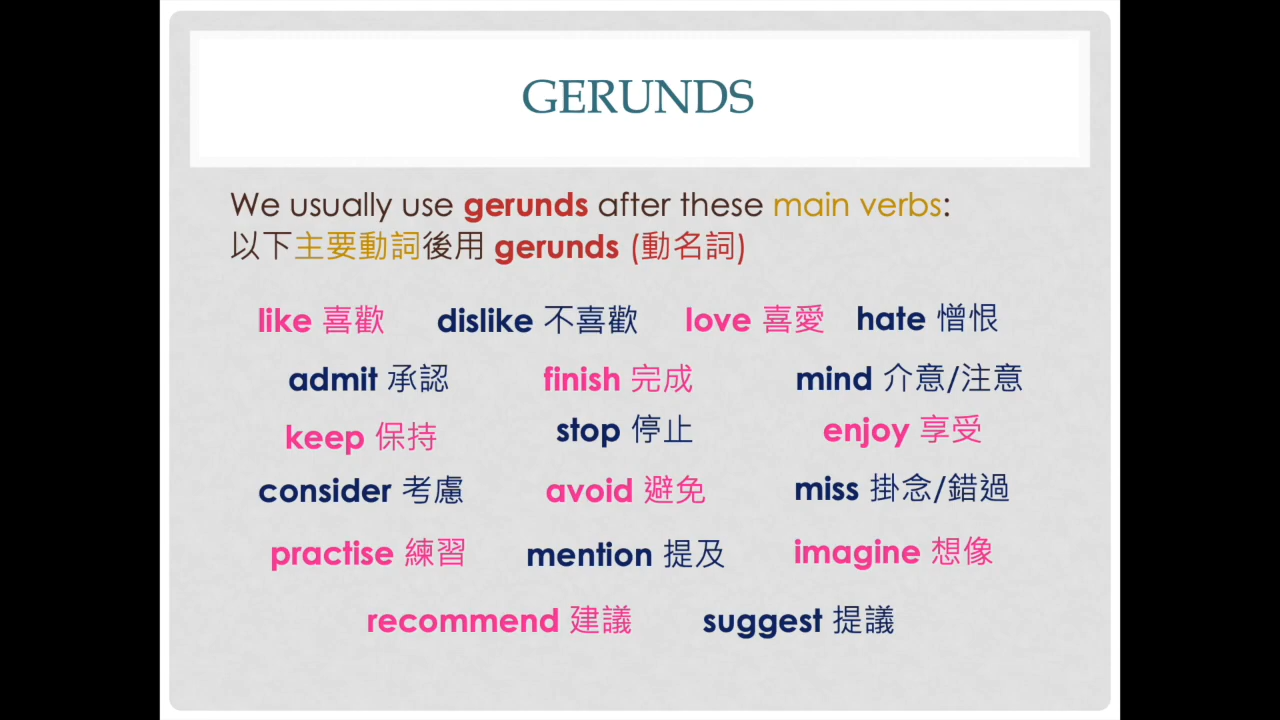 GERUNDS
We usually use gerunds after these main verbs:
以下主要動詞後用 gerunds (動名詞)
like 喜歡 dislike 不喜歡 love 喜愛 hate 憎恨
admit 承認 finish 完成 mind 介意/注意
keep 保持 stop 停止 enjoy 享受
consider 考慮 avoid 避免 miss 掛念/錯過
practise 練習 mention 提及 imagine 想像
recommend 建議 suggest 提議